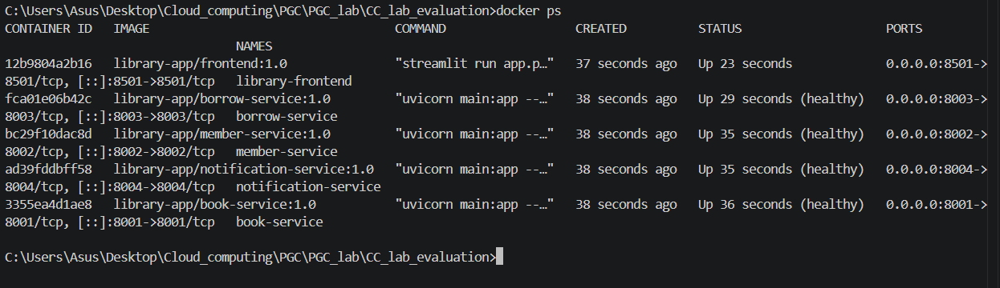 C:\Users\Asus\Desktop\Cloud_computing\PGC\PGC_lab\CC_lab_evaluation>docker ps
CONTAINER ID   IMAGE                                  COMMAND                  CREATED          STATUS                    PORTS
                               NAMES
12b9804a2b16   library-app/frontend:1.0               "streamlit run app.p…"   37 seconds ago   Up 23 seconds             0.0.0.0:8501->
8501/tcp, [::]:8501->8501/tcp   library-frontend
fca01e06b42c   library-app/borrow-service:1.0         "uvicorn main:app --…"   38 seconds ago   Up 29 seconds (healthy)   0.0.0.0:8003->
8003/tcp, [::]:8003->8003/tcp   borrow-service
bc29f10dac8d   library-app/member-service:1.0         "uvicorn main:app --…"   38 seconds ago   Up 35 seconds (healthy)   0.0.0.0:8002->
8002/tcp, [::]:8002->8002/tcp   member-service
ad39fddbff58   library-app/notification-service:1.0   "uvicorn main:app --…"   38 seconds ago   Up 35 seconds (healthy)   0.0.0.0:8004->
8004/tcp, [::]:8004->8004/tcp   notification-service
3355ea4d1ae8   library-app/book-service:1.0           "uvicorn main:app --…"   38 seconds ago   Up 36 seconds (healthy)   0.0.0.0:8001->
8001/tcp, [::]:8001->8001/tcp   book-service
C:\Users\Asus\Desktop\Cloud_computing\PGC\PGC_lab\CC_lab_evaluation>